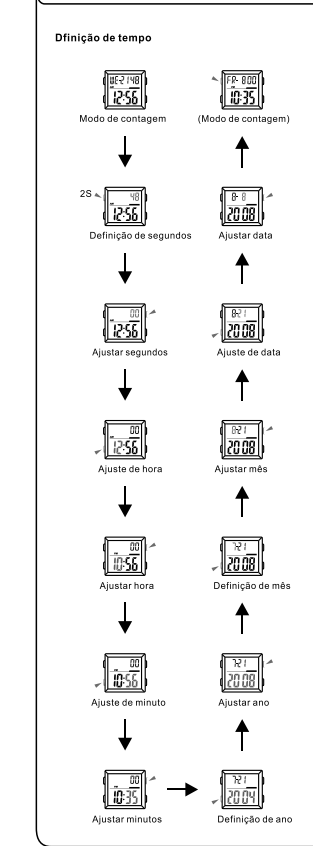 Dfinição de tempo
WE-2 1'48
12:56
Modo de contagem
2S
48
12:56
Definição de segundos
00
12:56
Ajustar segundos
00
12:56
Ajuste de hora
00
10:56
Ajustar hora
00
10:56
Ajuste de minuto
00
10:35
Ajustar minutos
7-21
2004
Definição de ano
7-21
2008
Ajustar ano
7-21
2008
Definição de mês
8-21
2008
Ajustar mês
8-21
2008
Ajuste de data
8- 8
2008
Ajustar data
FR- 800
10:35
(Modo de contagem)